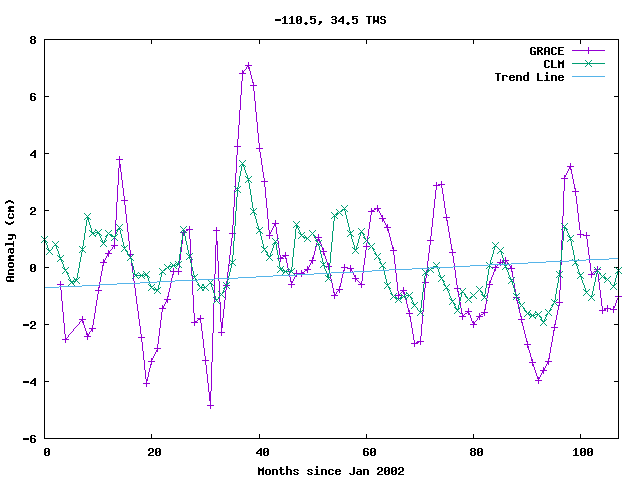 -110.5, 34.5 TWS
GRACE
CLM
Trend Line
8
6
4
2
0
-2
-4
-6
Anomaly (cm)
0 20 40 60 80 100
Months since Jan 2002